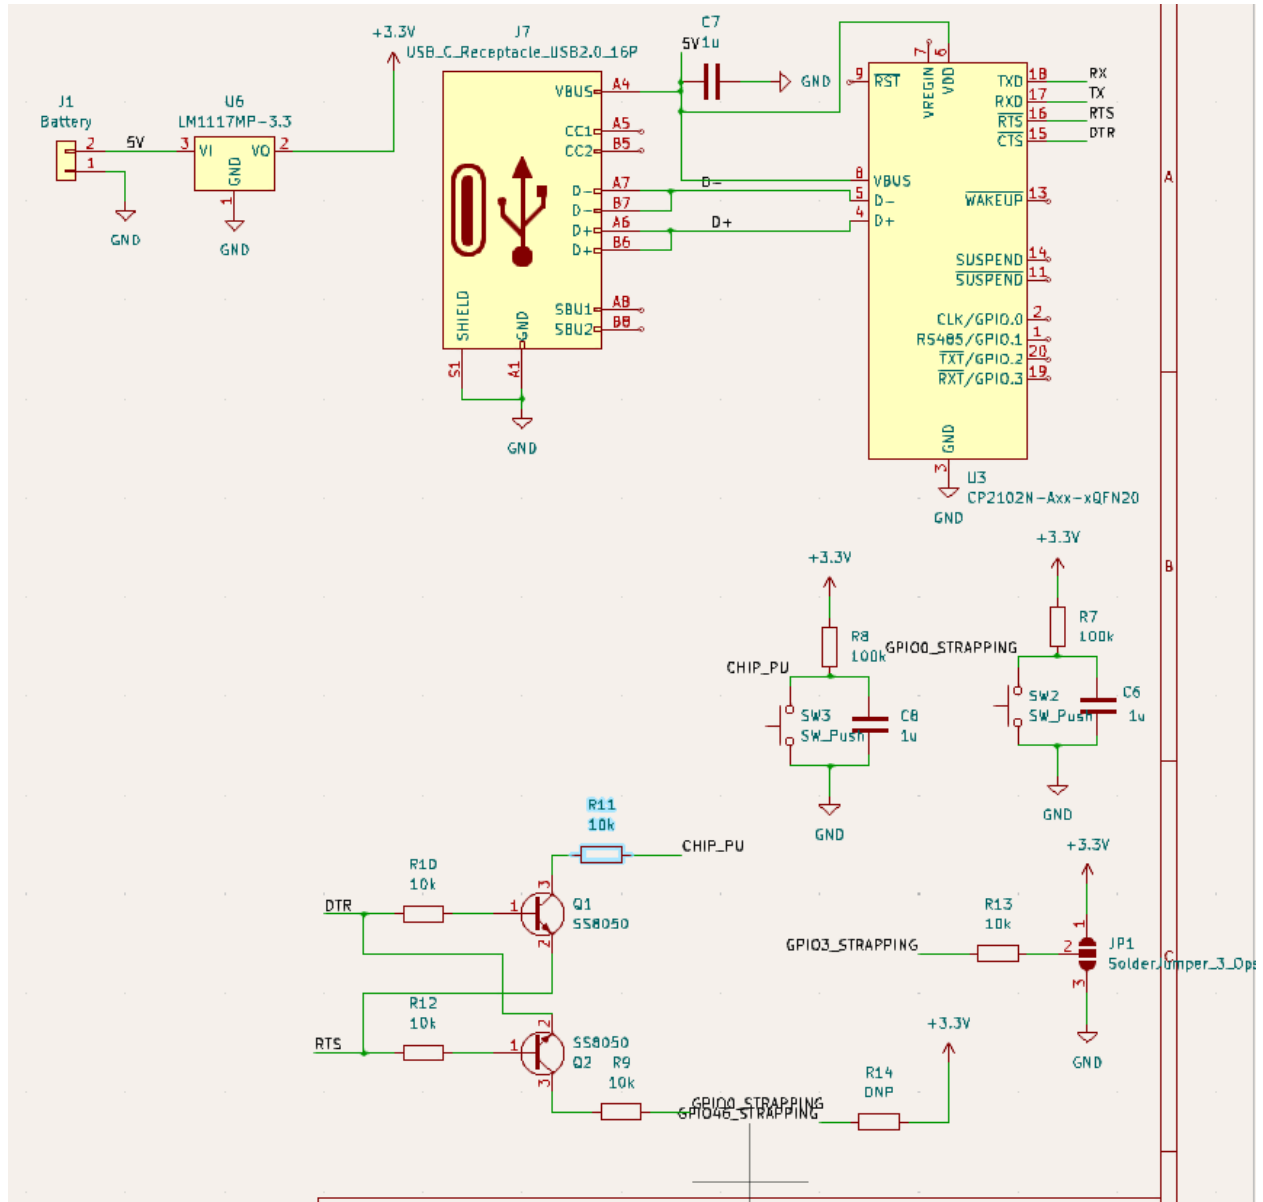 J1
Battery
2
1
5V
U6
LM1117MP-3.3
3
VI
VO
2
GND
1
GND
GND
+3.3V
J7
USB_C_Receptacle_USB2.0_16P
VBUS
A4
CC1
A5
CC2
B5
D-
A7
D-
B7
D+
A6
D+
B6
SBU1
A8
SBU2
B8
SHIELD
GND
S1
A1
GND
5V
C7
1u
GND
D-
D+
9
RST
7
6
VREGIN
VDD
TXD
18
RX
RXD
17
TX
RTS
16
RTS
CTS
15
DTR
8
VBUS
5
D-
4
D+
WAKEUP
13
SUSPEND
14
SUSPEND
11
CLK/GPIO.0
2
RS485/GPIO.1
1
TXT/GPIO.2
20
RXT/GPIO.3
19
GND
3
U3
CP2102N-Axx-xQFN20
GND
A
B
C
+3.3V
R8
100k
CHIP_PU
SW3
SW_Push
C8
1u
GND
+3.3V
R7
100k
GPIO0_STRAPPING
SW2
SW_Push
C6
1u
GND
R11
10k
CHIP_PU
R10
10k
DTR
1
3
2
Q1
SS8050
R12
10k
RTS
1
2
3
SS8050
Q2
R9
10k
GPIO0_STRAPPING
GPIO46_STRAPPING
R14
DNP
+3.3V
+3.3V
R13
10k
GPIO3_STRAPPING
1
2
3
JP1
SolderJumper_3_Ope
GND